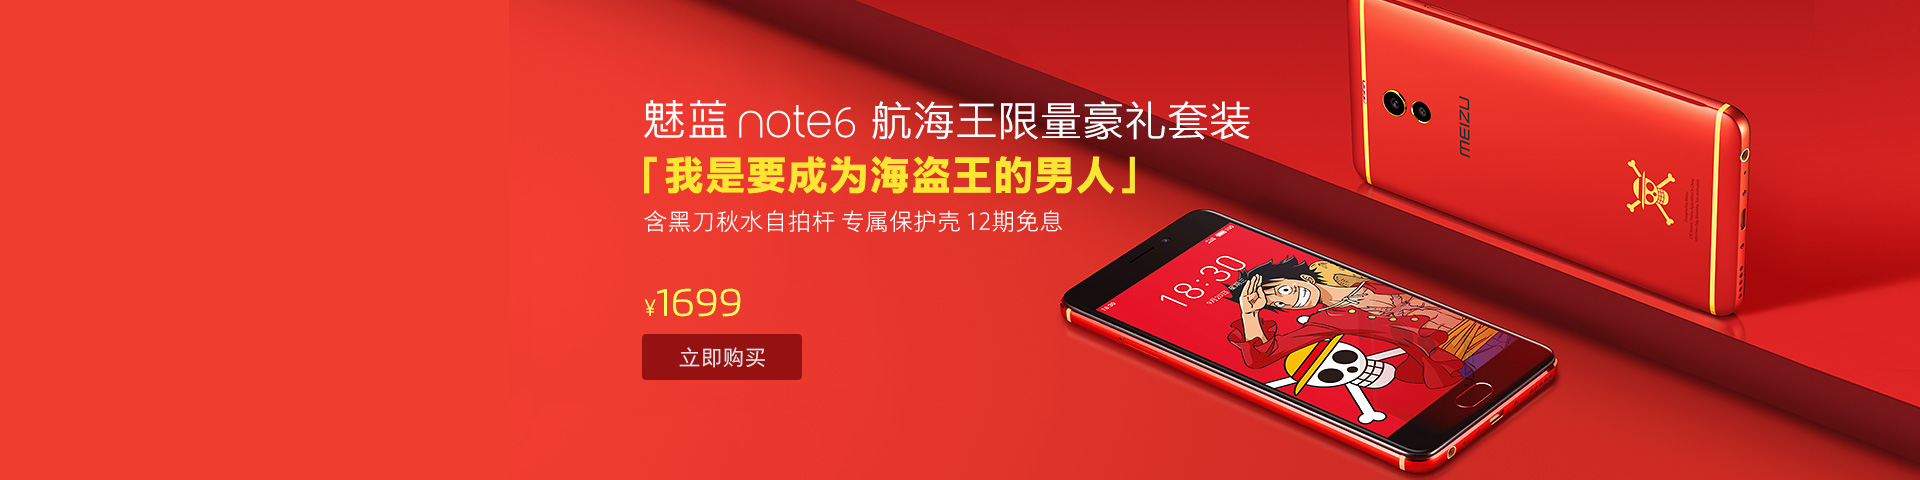 魅蓝 note6 航海王限量豪礼套装
「我是要成为海盗王的男人」
含黑刀秋水自拍杆 专属保护壳 12期免息
¥1699
立即购买
MEIZU
18:30